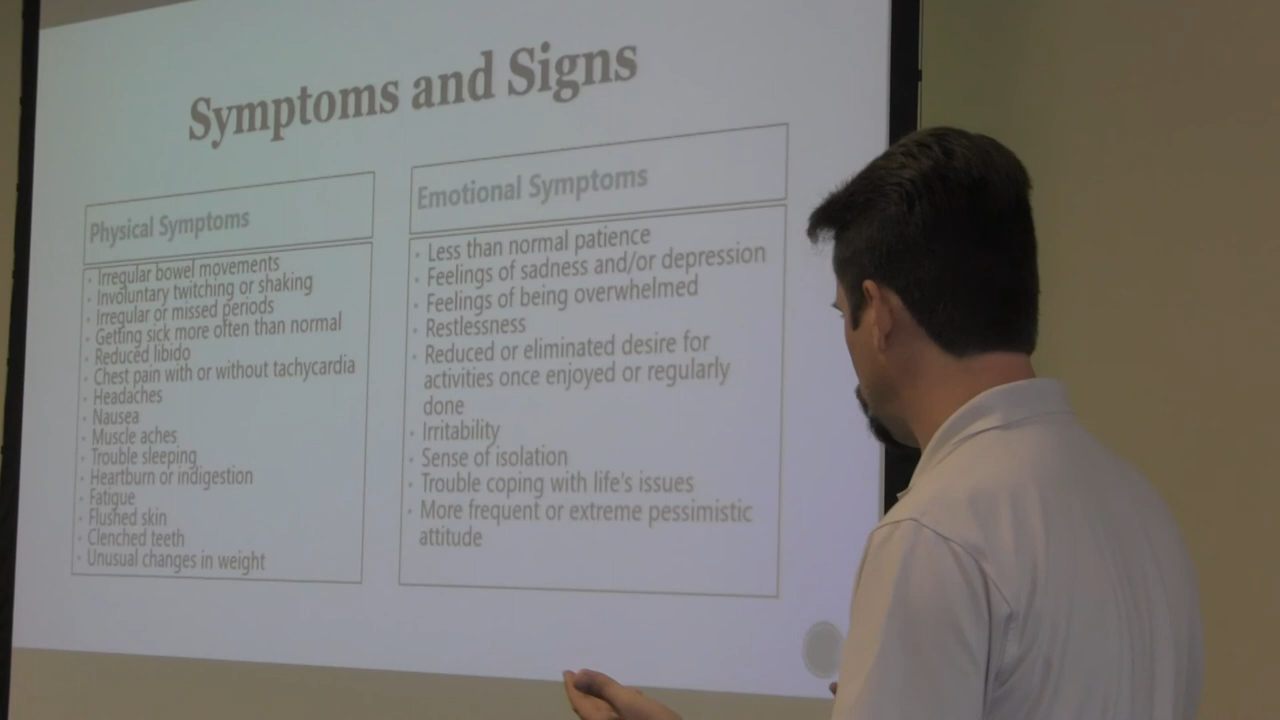 Symptoms and Signs
Physical Symptoms
• Irregular bowel movements
• Involuntary twitching or shaking
• Irregular or missed periods
• Getting sick more often than normal
• Reduced libido
• Chest pain with or without tachycardia
• Headaches
• Nausea
• Muscle aches
• Trouble sleeping
• Heartburn or indigestion
• Fatigue
• Flushed skin
• Clenched teeth
• Unusual changes in weight
Emotional Symptoms
• Less than normal patience
• Feelings of sadness and/or depression
• Feelings of being overwhelmed
• Restlessness
• Reduced or eliminated desire for
activities once enjoyed or regularly
done
• Irritability
• Sense of isolation
• Trouble coping with life's issues
• More frequent or extreme pessimistic
attitude